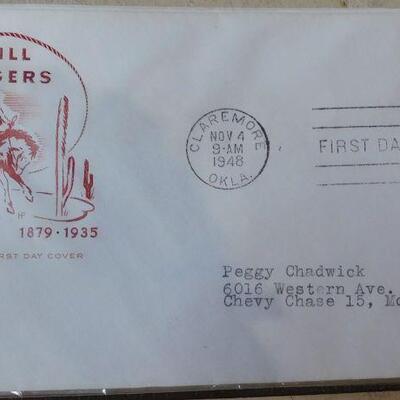 ILL
GERS
1879·1935
RST DAY COVER
CLAREMORE
NOV 4
9-AM
1948
OKLA.
FIRST DA
Peggy Chadwick
6016 Western Ave.
Chevy Chase 15, Mo